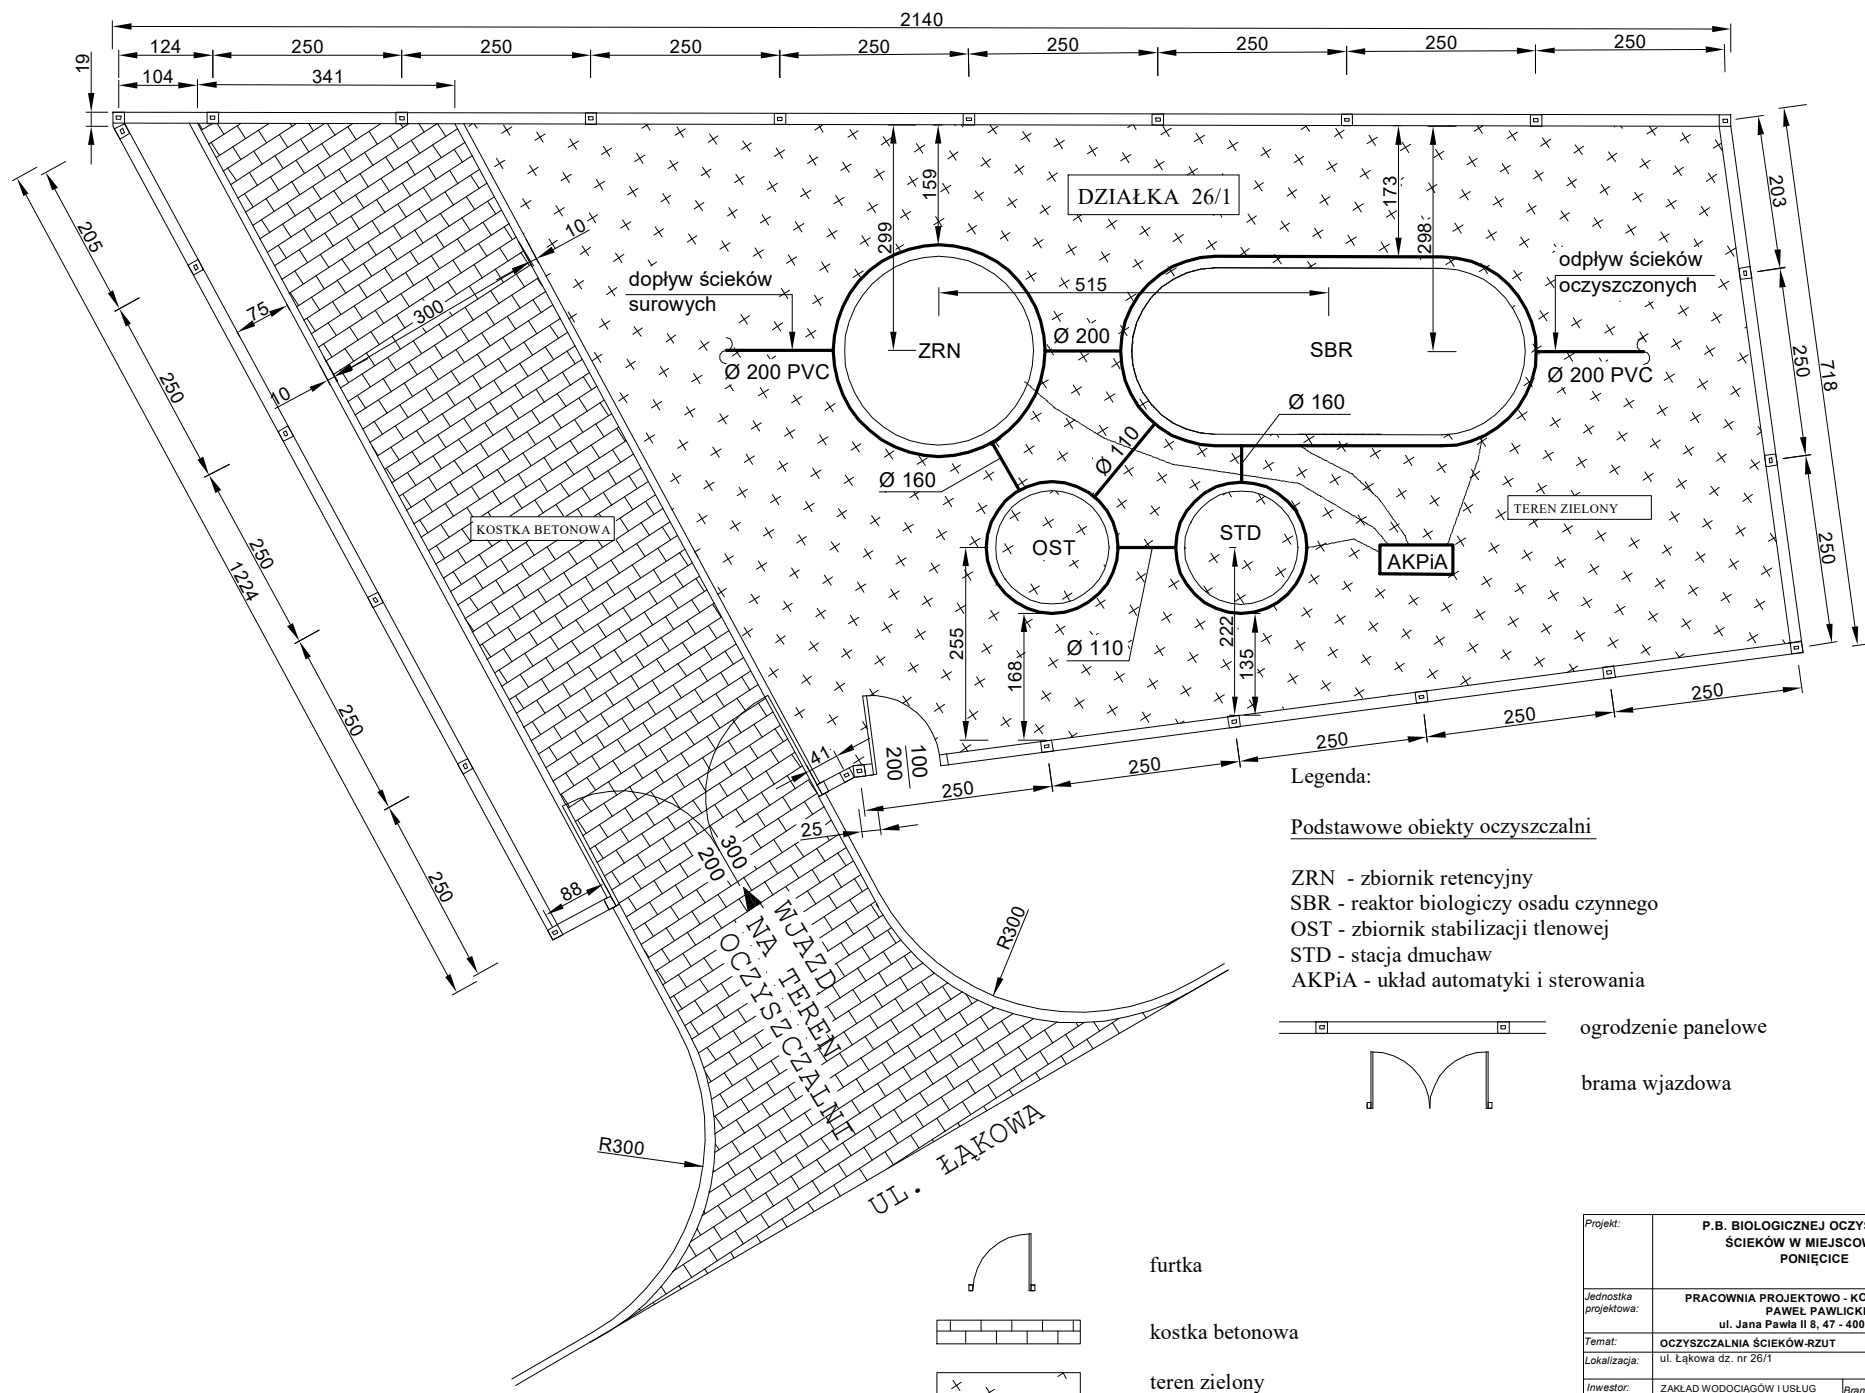 2140
124
250
250
250
250
250
250
250
250
19
104
341
159
299
173
298
DZIAŁKA 26/1
203
250
718
250
10
dopływ ścieków
surowych
515
odpływ ścieków
oczyszczonych
205
75
300
10
ZRN
Ø 200
SBR
Ø 200 PVC
Ø 200 PVC
250
Ø 160
Ø 110
Ø 160
TEREN ZIELONY
KOSTKA BETONOWA
OST
STD
AKPiA
250
1224
255
168
Ø 110
222
135
250
250
250
250
250
250
250
41
100
200
25
300
200
250
88
WJAZD
NA TEREN
OCZYSZCZALNI
R300
R300
UL. ŁĄKOWA
Legenda:
Podstawowe obiekty oczyszczalni
ZRN - zbiornik retencyjny
SBR - reaktor biologiczy osadu czynnego
OST - zbiornik stabilizacji tlenowej
STD - stacja dmuchaw
AKPiA - układ automatyki i sterowania
ogrodzenie panelowe
brama wjazdowa
furtka
kostka betonowa
teren zielony
Projekt:
P.B. BIOLOGICZNEJ OCZY
ŚCIEKÓW W MIEJSCO
PONIĘCICE
Jednostka
projektowa:
PRACOWNIA PROJEKTOWO - KO
PAWEŁ PAWLICKI
ul. Jana Pawła II 8, 47 - 400
Temat:
OCZYSZCZALNIA ŚCIEKÓW-RZUT
Lokalizacja:
ul. Łąkowa dz. nr 26/1
Inwestor:
ZAKŁAD WODOCIĄGÓW I USŁUG
Bran